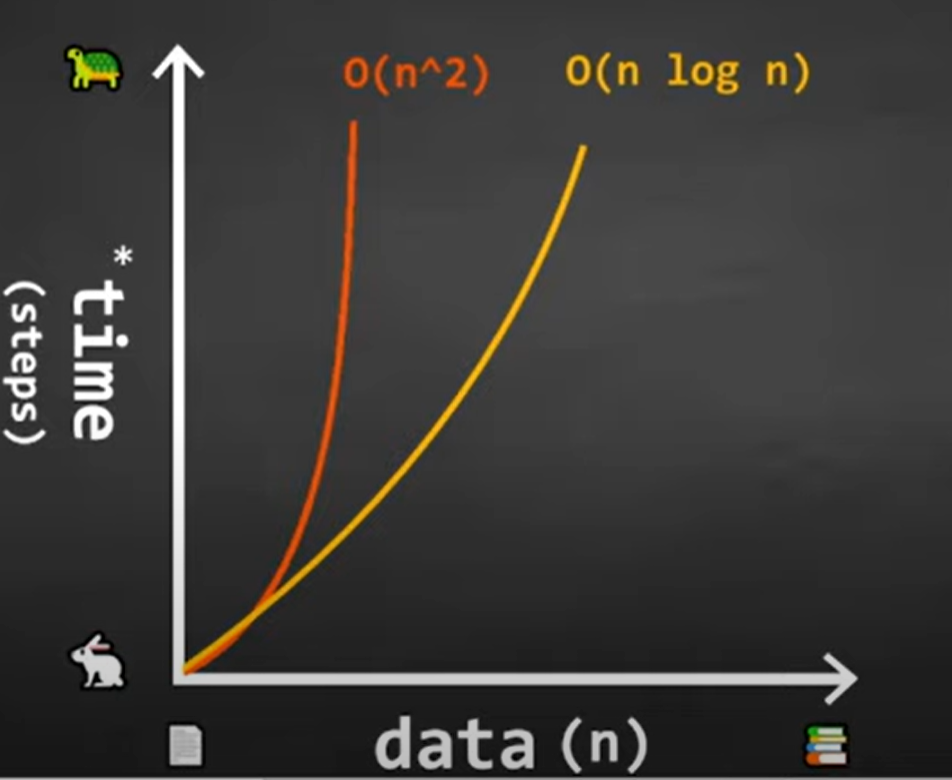 O(n^2)
O(n log n)
*time
(steps)
data (n)